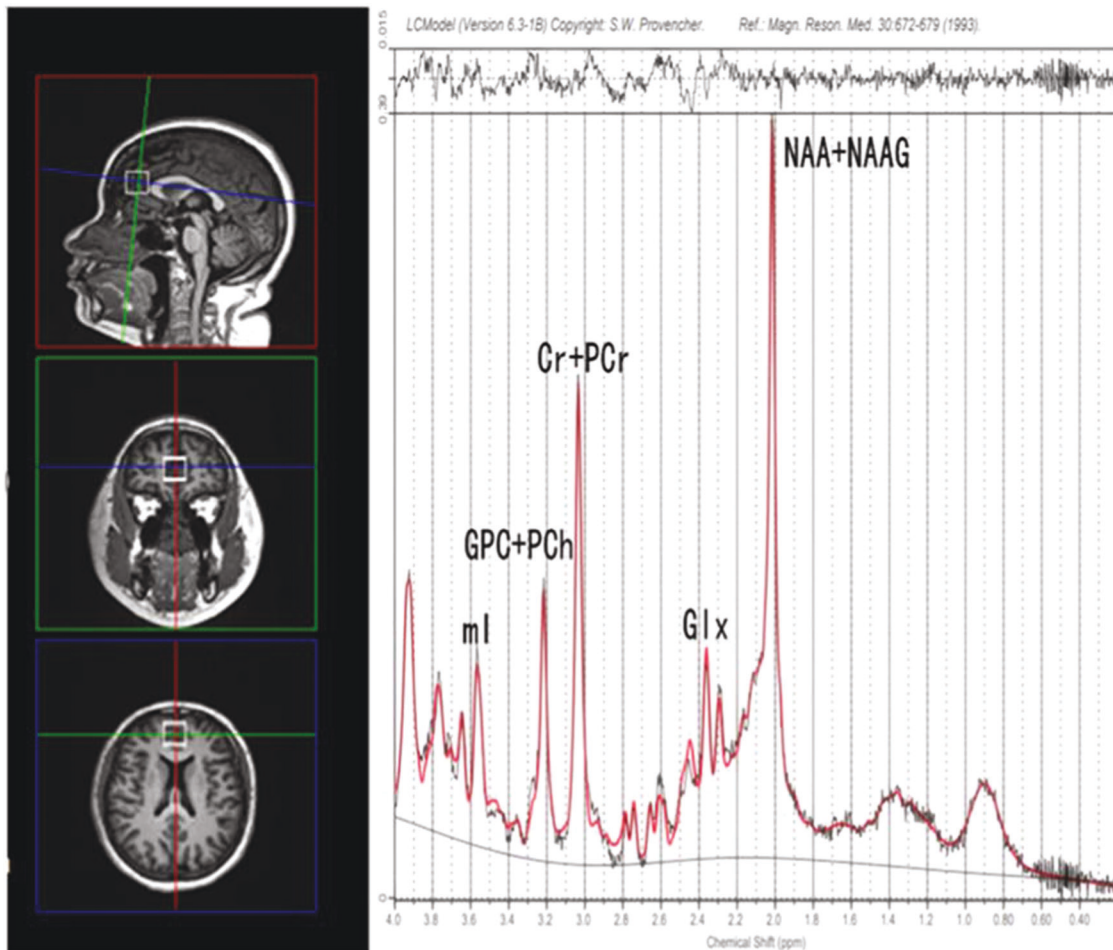 LCModel (Version 6.3-1B) Copyright: S.W. Provencher. Ref.: Magn. Reson. Med. 30:672-679 (1993).
0.015
0.39
NAA+NAAG
Cr+PCr
GPC+PCh
mI
Glx
0
4.0 3.8 3.6 3.4 3.2 3.0 2.8 2.6 2.4 2.2 2.0 1.8 1.6 1.4 1.2 1.0 0.80 0.60 0.40
Chemical Shift (ppm)